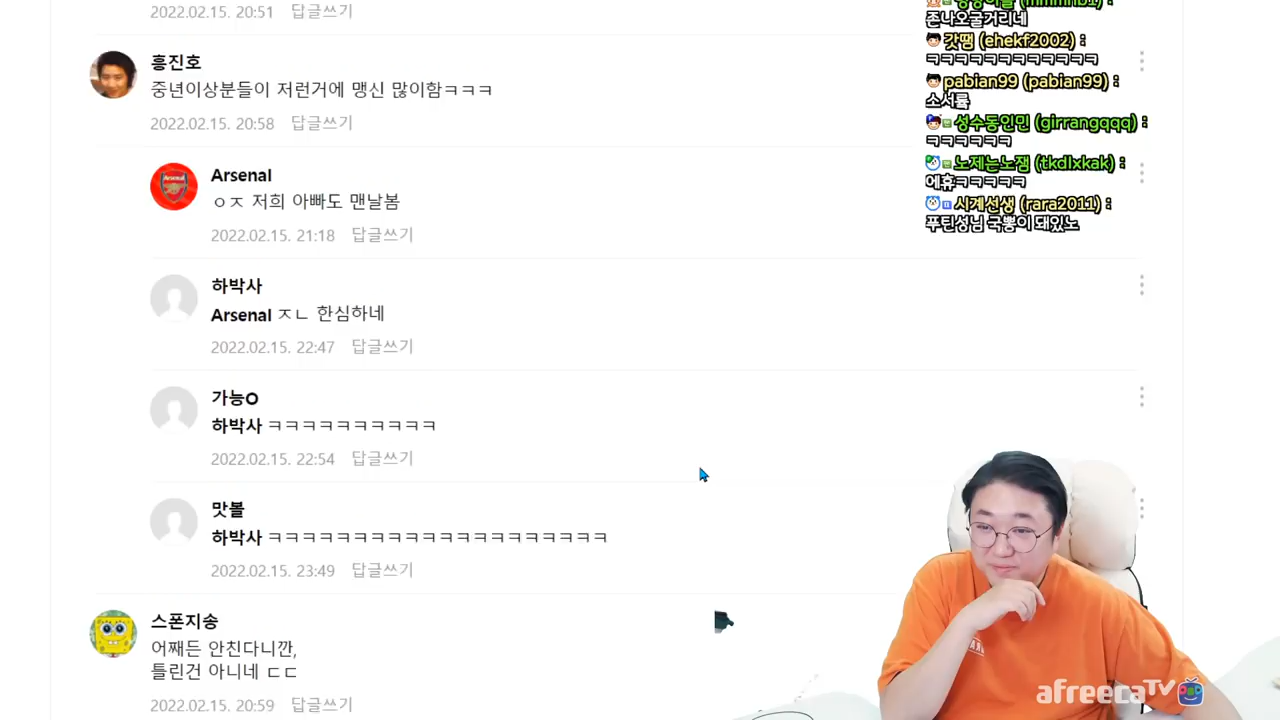 2022.02.15. 20:51 답글쓰기
홍진호
중년이상분들이 저런거에 맹신 많이함ㅋㅋㅋ
2022.02.15. 20:58 답글쓰기
Arsenal
ㅇㅈ 저희 아빠도 맨날봄
2022.02.15. 21:18 답글쓰기
하박사
Arsenal ㅈㄴ 한심하네
2022.02.15. 22:47 답글쓰기
가능O
하박사 ㅋㅋㅋㅋㅋㅋㅋㅋㅋㅋ
2022.02.15. 22:54 답글쓰기
맛볼
하박사 ㅋㅋㅋㅋㅋㅋㅋㅋㅋㅋㅋㅋㅋㅋㅋㅋㅋㅋㅋㅋ
2022.02.15. 23:49 답글쓰기
스폰지송
어째든 안친다니깐,
틀린건 아니네 ㄷㄷ
2022.02.15. 20:59 답글쓰기
존나오굴거리네
갓땜 (ehekf2002) :
ㅋㅋㅋㅋㅋㅋㅋㅋㅋㅋㅋㅋ
pabian99 (pabian99) :
소서륙
성수동인민 (girrangqqq) :
ㅋㅋㅋㅋㅋㅋ
노제는노잼 (tkdlxkak) :
에휴ㅋㅋㅋㅋㅋ
시계선생 (rara2011) :
푸틴성님 국뽕이 돼있노
afreecaTV